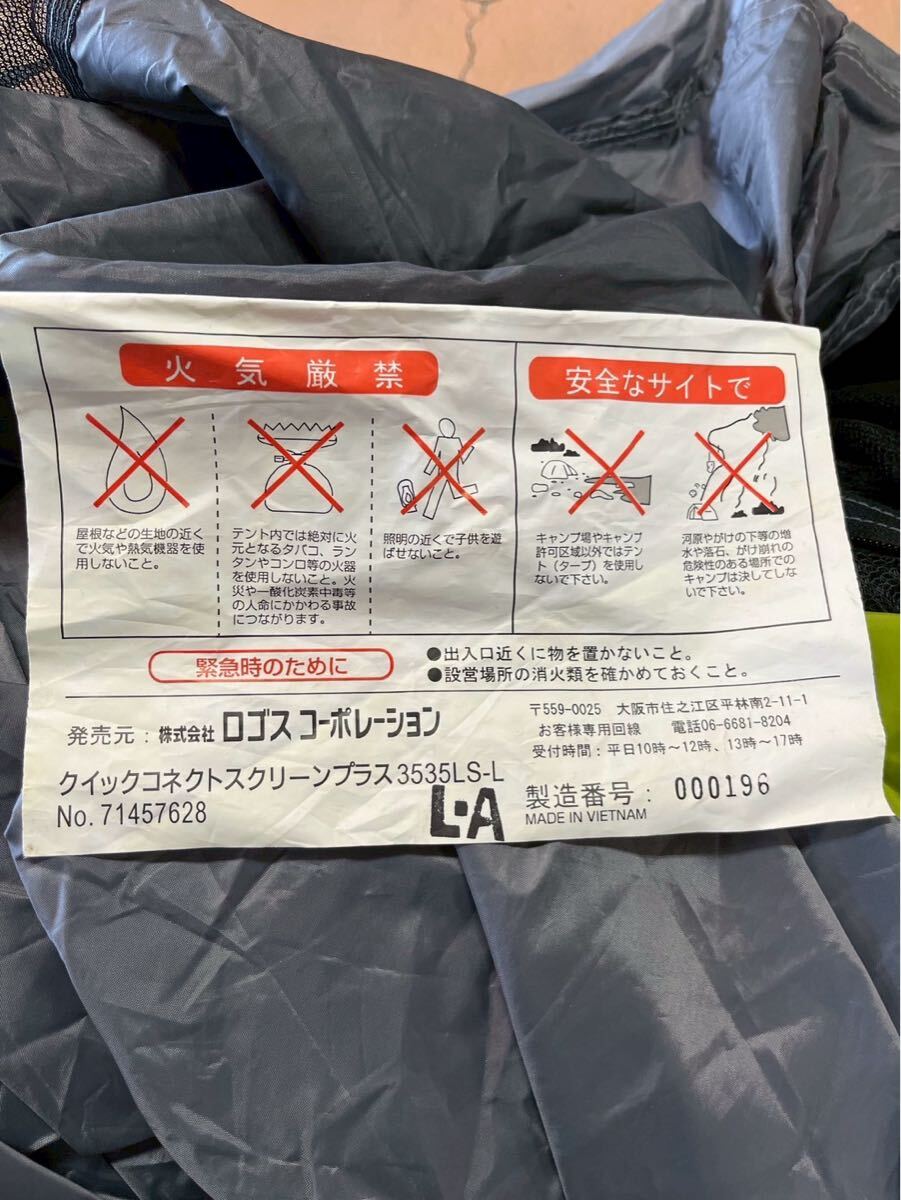 火気厳禁
屋根などの生地の近く
で火気や熱気機器を使
用しないこと。
テント内では絶対に火
元となるタバコ、ラン
タンやコンロ等の火器
を使用しないこと。火
災や一酸化炭素中毒等
の人命にかかわる事故
につながります。
照明の近くで子供を遊
ばせないこと。
安全なサイトで
キャンプ場やキャンプ
許可区域以外ではテン
ト（タープ）を使用し
ないで下さい。
河原やがけの下等の増
水や落石、がけ崩れの
危険性のある場所での
キャンプは決してしな
いで下さい。
緊急時のために
●出入口近くに物を置かないこと。
●設営場所の消火類を確かめておくこと。
発売元：株式会社 ロゴス コーポレーション
〒559-0025 大阪市住之江区平林南2-11-1
お客様専用回線 電話06-6681-8204
受付時間：平日10時～12時、13時～17時
クイックコネクトスクリーンプラス3535LS-L
No.71457628
L・A
製造番号：000196
MADE IN VIETNAM